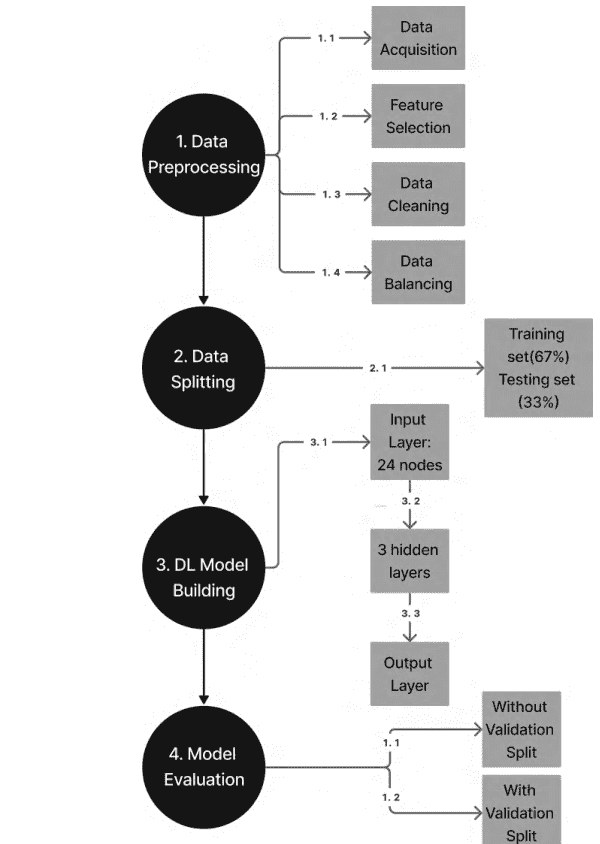 1. 1
Data
Acquisition
1. Data
Preprocessing
1. 2
Feature
Selection
1. 3
Data
Cleaning
1. 4
Data
Balancing
2. Data
Splitting
2. 1
Training
set(67%)
Testing set
(33%)
3. DL Model
Building
3. 1
Input
Layer:
24 nodes
3. 2
3 hidden
layers
3. 3
Output
Layer
4. Model
Evaluation
1. 1
Without
Validation
Split
1. 2
With
Validation
Split